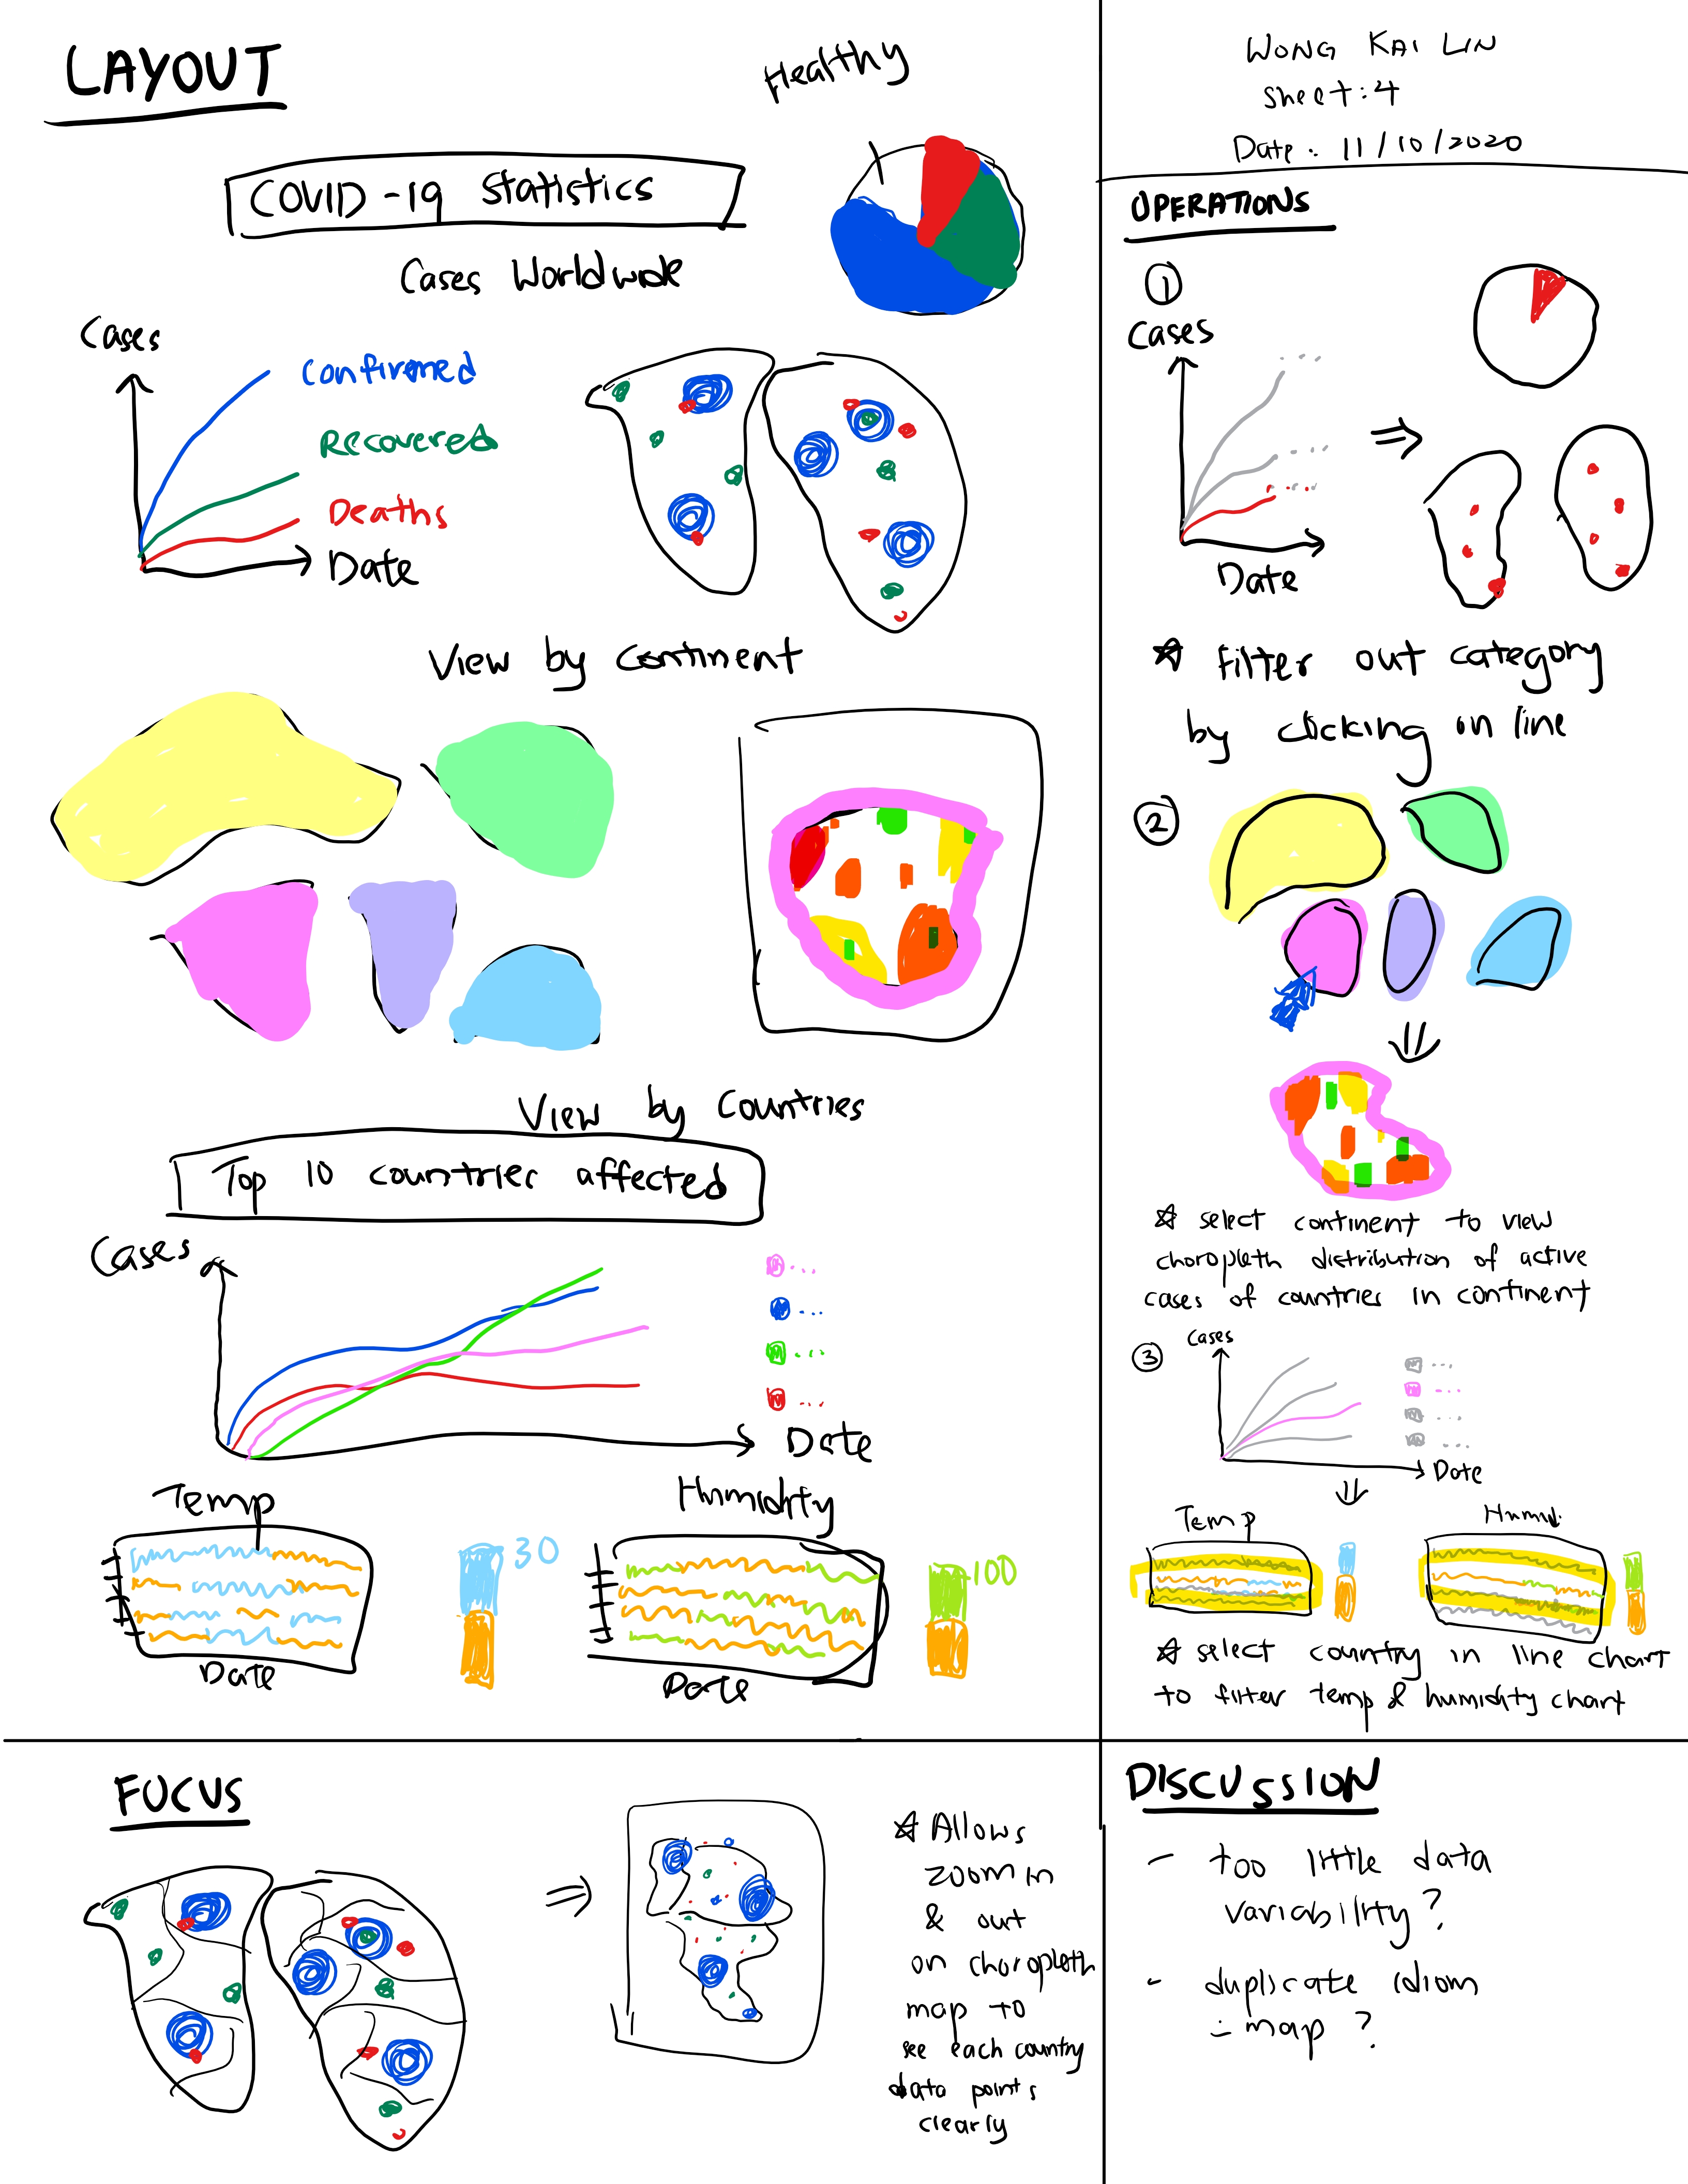 LAYOUT
Healthy
COVID-19 Statistics
Cases Worldwide
Cases
Confirmed
Recovered
Deaths
Date
View by Continent
View by Countries
Top 10 countries affected
Cases
...
...
...
...
Date
Temp
30
Date
Humidity
100
Date
WONG KAI LIN
Sheet: 4
Date: 11/10/2020
OPERATIONS
1
Cases
Date
☆ Filter out category
by clicking on line
2
☆ select continent to view
choropleth distribution of active
cases of countries in continent
3
Cases
...
...
...
...
Date
Temp
Humid.
☆ select country in line chart
to filter temp & humidity chart
FOCUS
☆ Allows
zoom in
& out
on choropleth
map to
see each country
data points
clearly
DISCUSSION
- too little data
variability?
- duplicate idiom
= map?